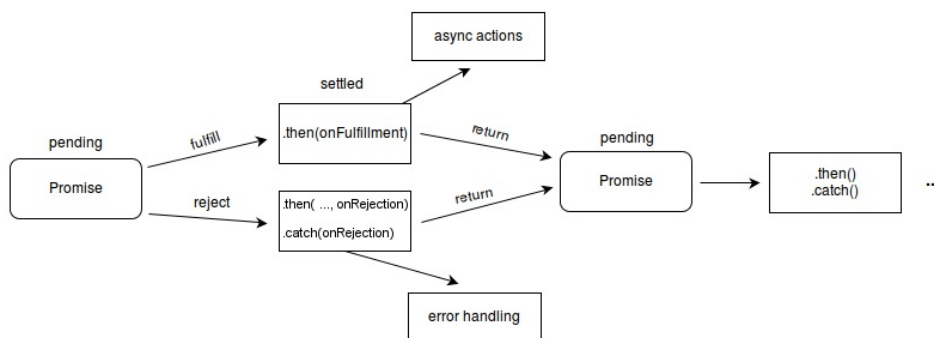 async actions
settled
.then(onFulfillment)
fulfill
return
pending
Promise
pending
Promise
.then()
.catch()
...
reject
.then( ..., onRejection)
.catch(onRejection)
return
error handling